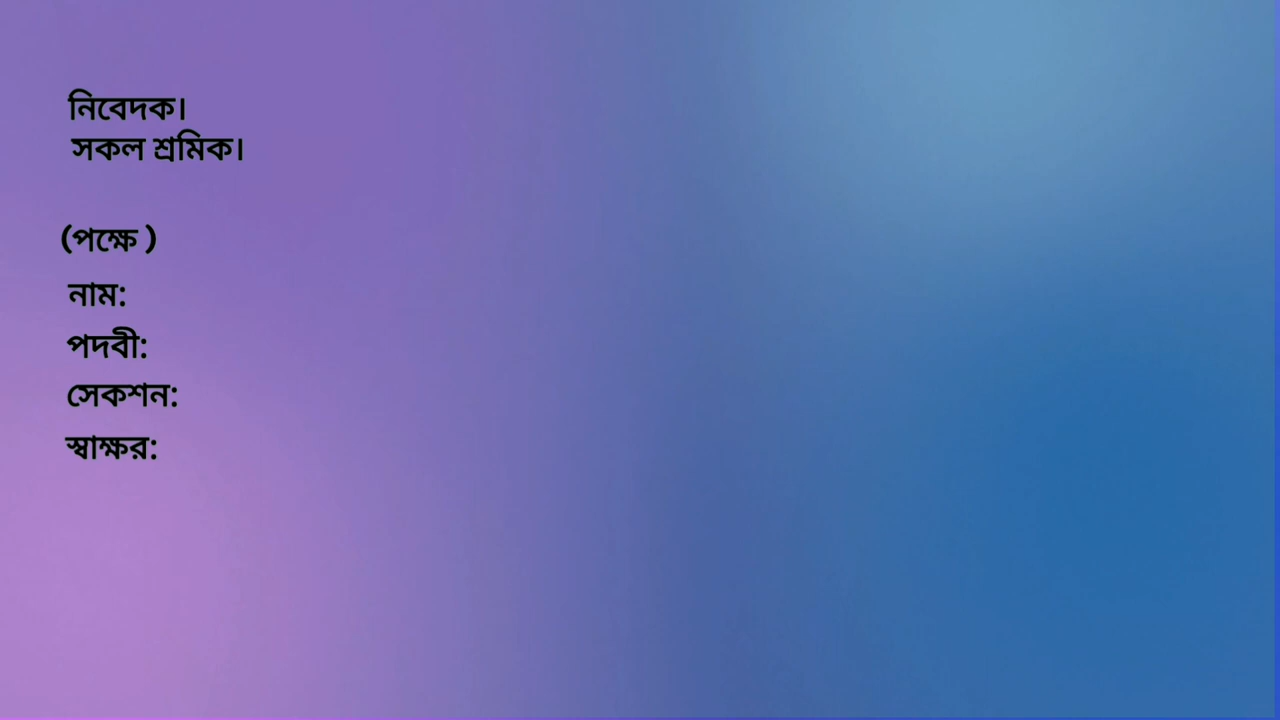 নিবেদক।
সকল শ্রমিক।
(পক্ষে )
নাম:
পদবী:
সেকশন:
স্বাক্ষর: